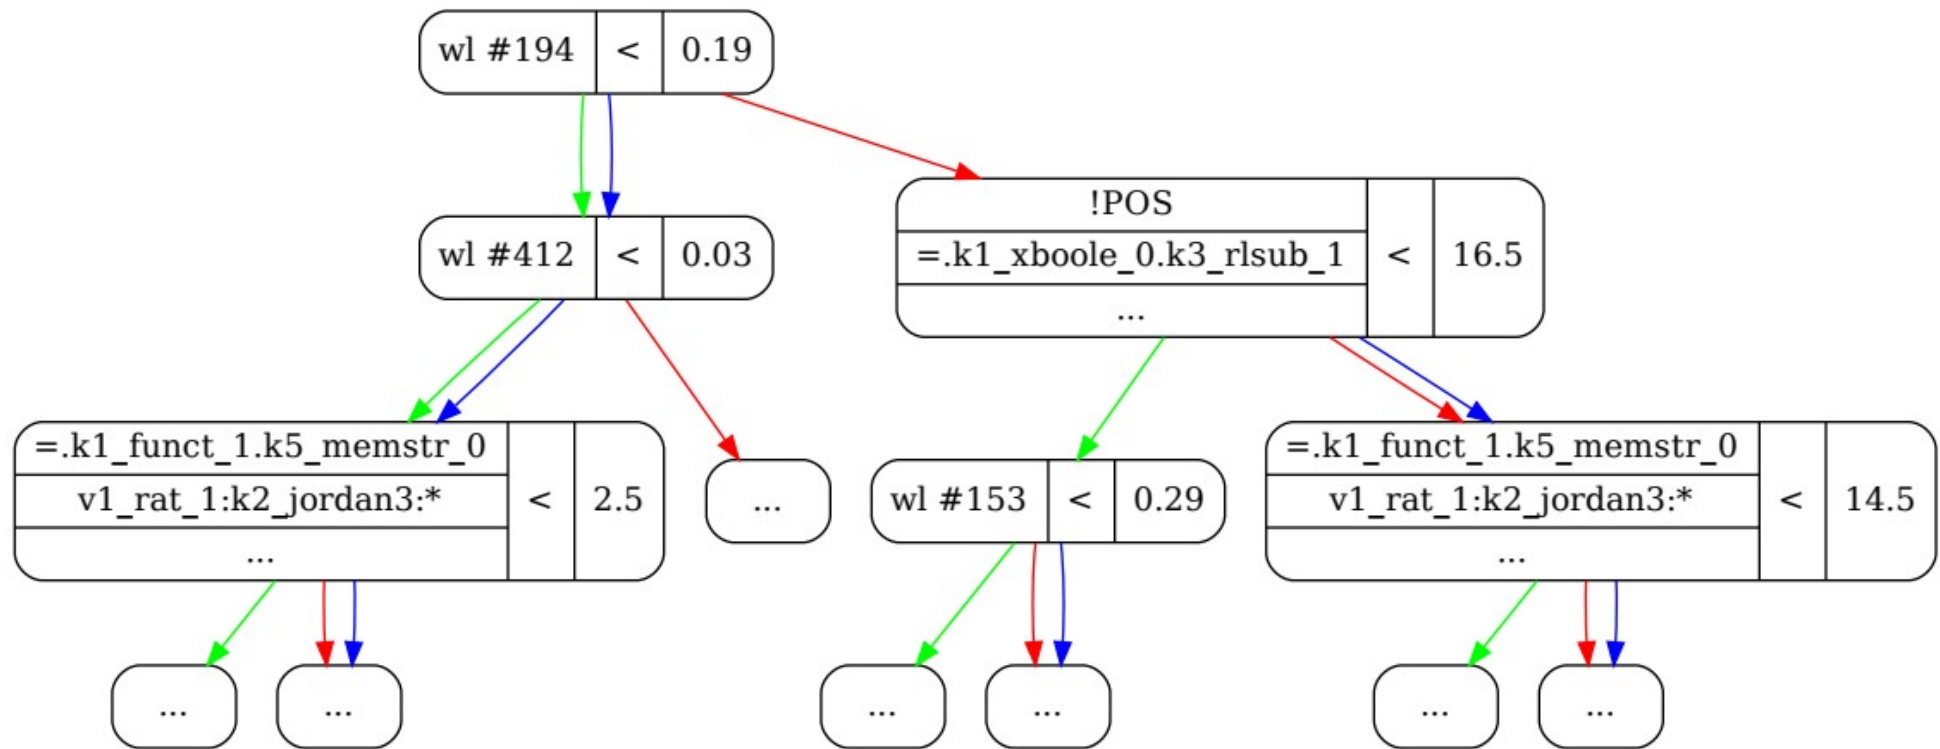 wl #194 < 0.19
!POS
wl #412 < 0.03
=.k1_xboole_0.k3_rlsub_1 < 16.5
...
=.k1_funct_1.k5_memstr_0
v1_rat_1:k2_jordan3:* < 2.5
...
...
wl #153 < 0.29
=.k1_funct_1.k5_memstr_0
v1_rat_1:k2_jordan3:* < 14.5
...
...
...
...
...
...
...